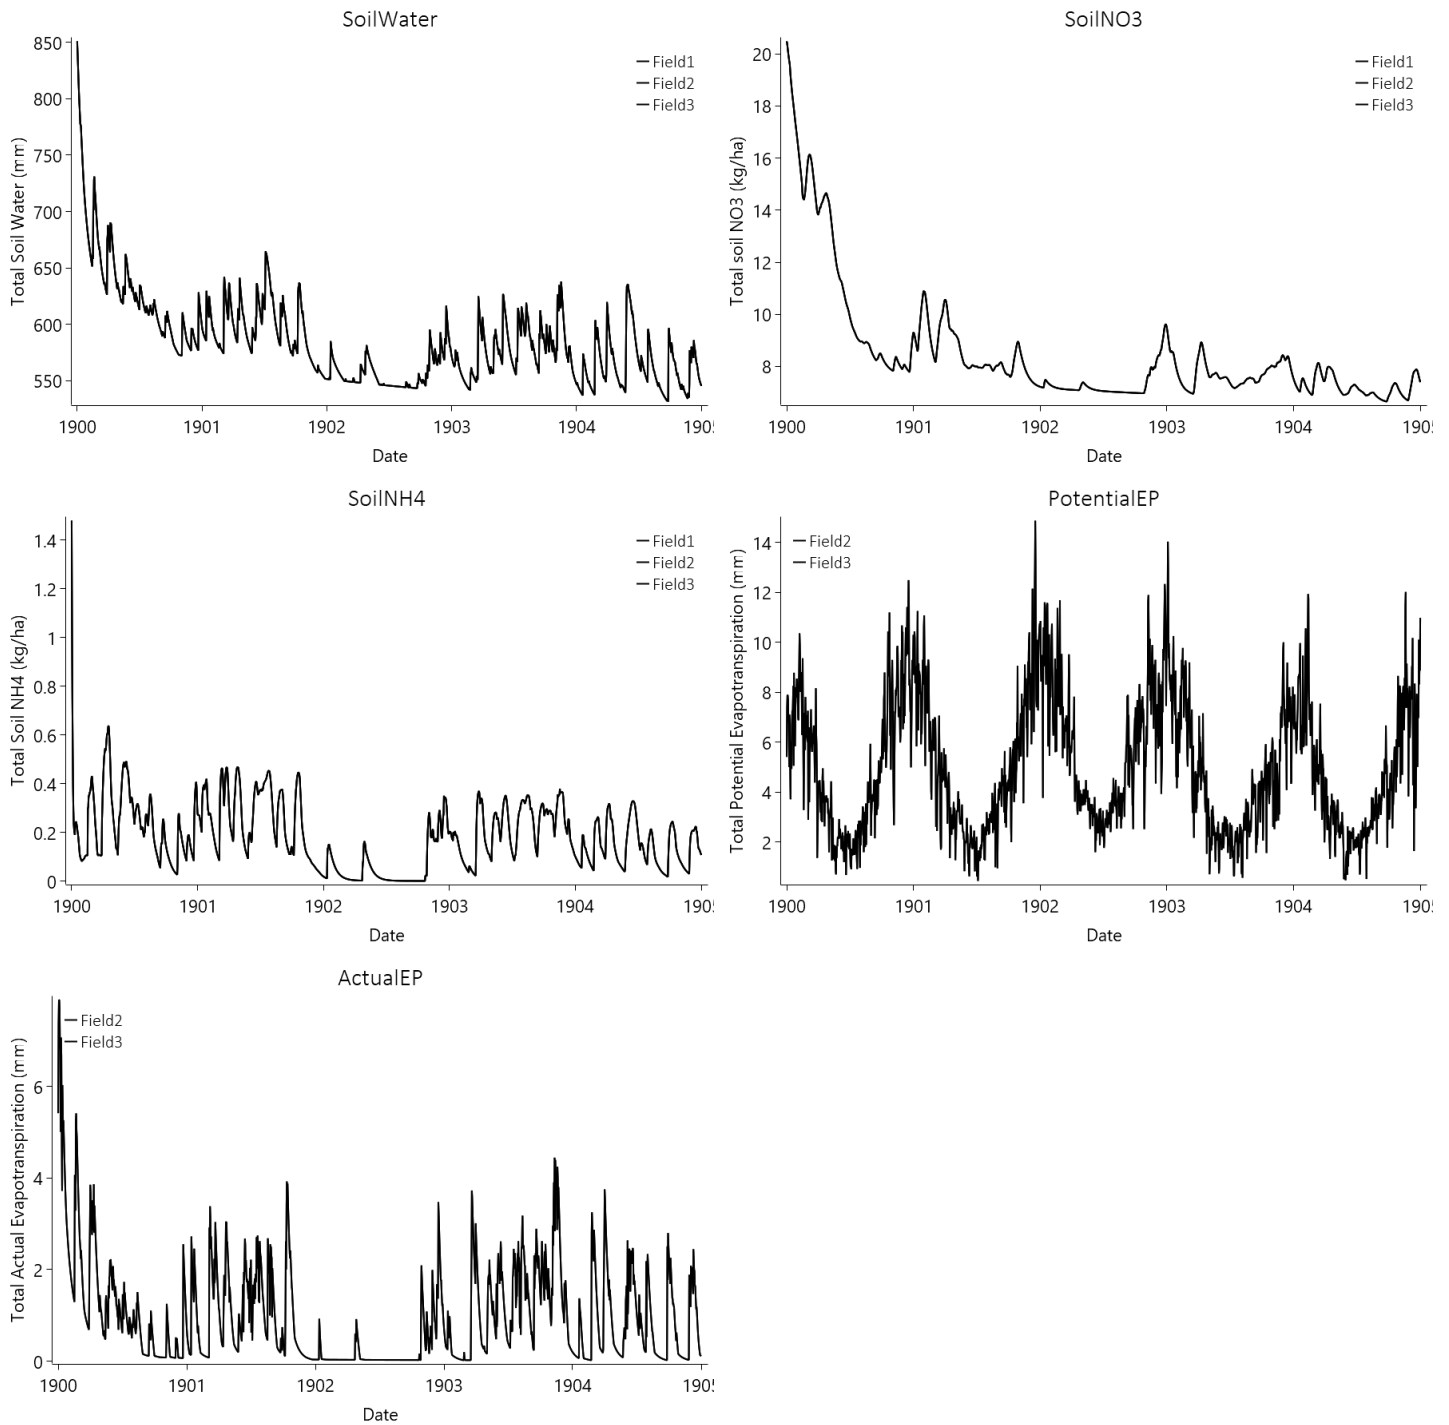 SoilWater
Total Soil Water (mm)
850
800
750
700
650
600
550
Field1
Field2
Field3
1900
1901
1902
1903
1904
190
Date
SoilNO3
Total soil NO3 (kg/ha)
20
18
16
14
12
10
8
Field1
Field2
Field3
1900
1901
1902
1903
1904
190
Date
SoilNH4
Total Soil NH4 (kg/ha)
1.4
1.2
1
0.8
0.6
0.4
0.2
0
Field1
Field2
Field3
1900
1901
1902
1903
1904
190
Date
PotentialEP
Total Potential Evapotranspiration (mm)
14
12
10
8
6
4
2
Field2
Field3
1900
1901
1902
1903
1904
190
Date
ActualEP
Total Actual Evapotranspiration (mm)
6
4
2
0
Field2
Field3
1900
1901
1902
1903
1904
190
Date